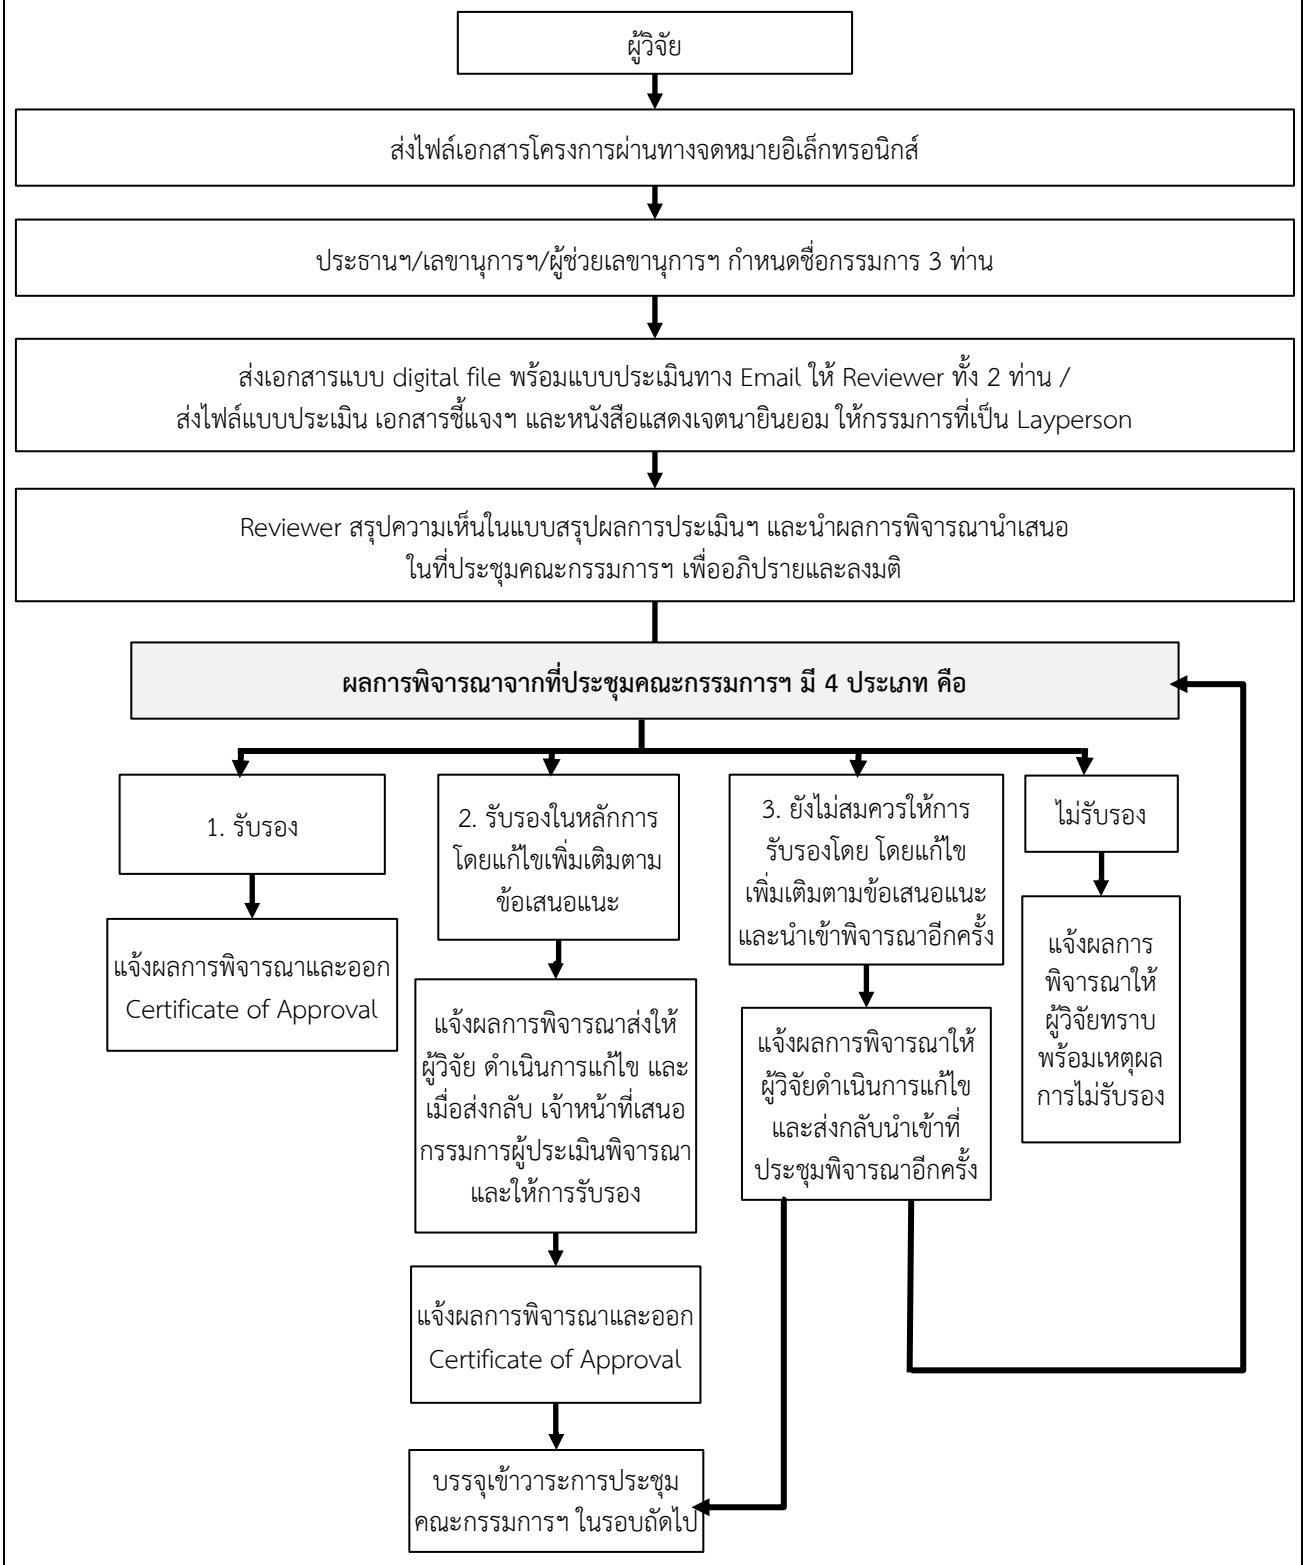 ผู้วิจัย
ส่งไฟล์เอกสารโครงการผ่านทางจดหมายอิเล็กทรอนิกส์
ประธานฯ/เลขานุการฯ/ผู้ช่วยเลขานุการฯ กำหนดชื่อกรรมการ 3 ท่าน
ส่งเอกสารแบบ digital file พร้อมแบบประเมินทาง Email ให้ Reviewer ทั้ง 2 ท่าน /
ส่งไฟล์แบบประเมิน เอกสารชี้แจงฯ และหนังสือแสดงเจตนายินยอม ให้กรรมการที่เป็น Layperson
Reviewer สรุปความเห็นในแบบสรุปผลการประเมินฯ และนำผลการพิจารณานำเสนอ
ในที่ประชุมคณะกรรมการฯ เพื่ออภิปรายและลงมติ
ผลการพิจารณาจากที่ประชุมคณะกรรมการฯ มี 4 ประเภท คือ
1. รับรอง
แจ้งผลการพิจารณาและออก
Certificate of Approval
2. รับรองในหลักการ
โดยแก้ไขเพิ่มเติมตาม
ข้อเสนอแนะ
แจ้งผลการพิจารณาส่งให้
ผู้วิจัย ดำเนินการแก้ไข และ
เมื่อส่งกลับ เจ้าหน้าที่เสนอ
กรรมการผู้ประเมินพิจารณา
และให้การรับรอง
แจ้งผลการพิจารณาและออก
Certificate of Approval
บรรจุเข้าวาระการประชุม
คณะกรรมการฯ ในรอบถัดไป
3. ยังไม่สมควรให้การ
รับรองโดย โดยแก้ไข
เพิ่มเติมตามข้อเสนอแนะ
และนำเข้าพิจารณาอีกครั้ง
แจ้งผลการพิจารณาให้
ผู้วิจัยดำเนินการแก้ไข
และส่งกลับนำเข้าที่
ประชุมพิจารณาอีกครั้ง
ไม่รับรอง
แจ้งผลการ
พิจารณาให้
ผู้วิจัยทราบ
พร้อมเหตุผล
การไม่รับรอง